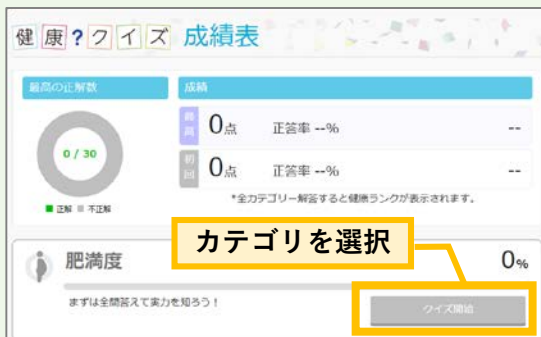 健康?クイズ 成績表
最高の正解数
成績
0 / 30
正解 不正解
最高 0点 正答率 --% --
初回 0点 正答率 --% --
*全カテゴリー解答すると健康ランクが表示されます。
カテゴリを選択
肥満度 0%
まずは全問答えて実力を知ろう!
クイズ開始